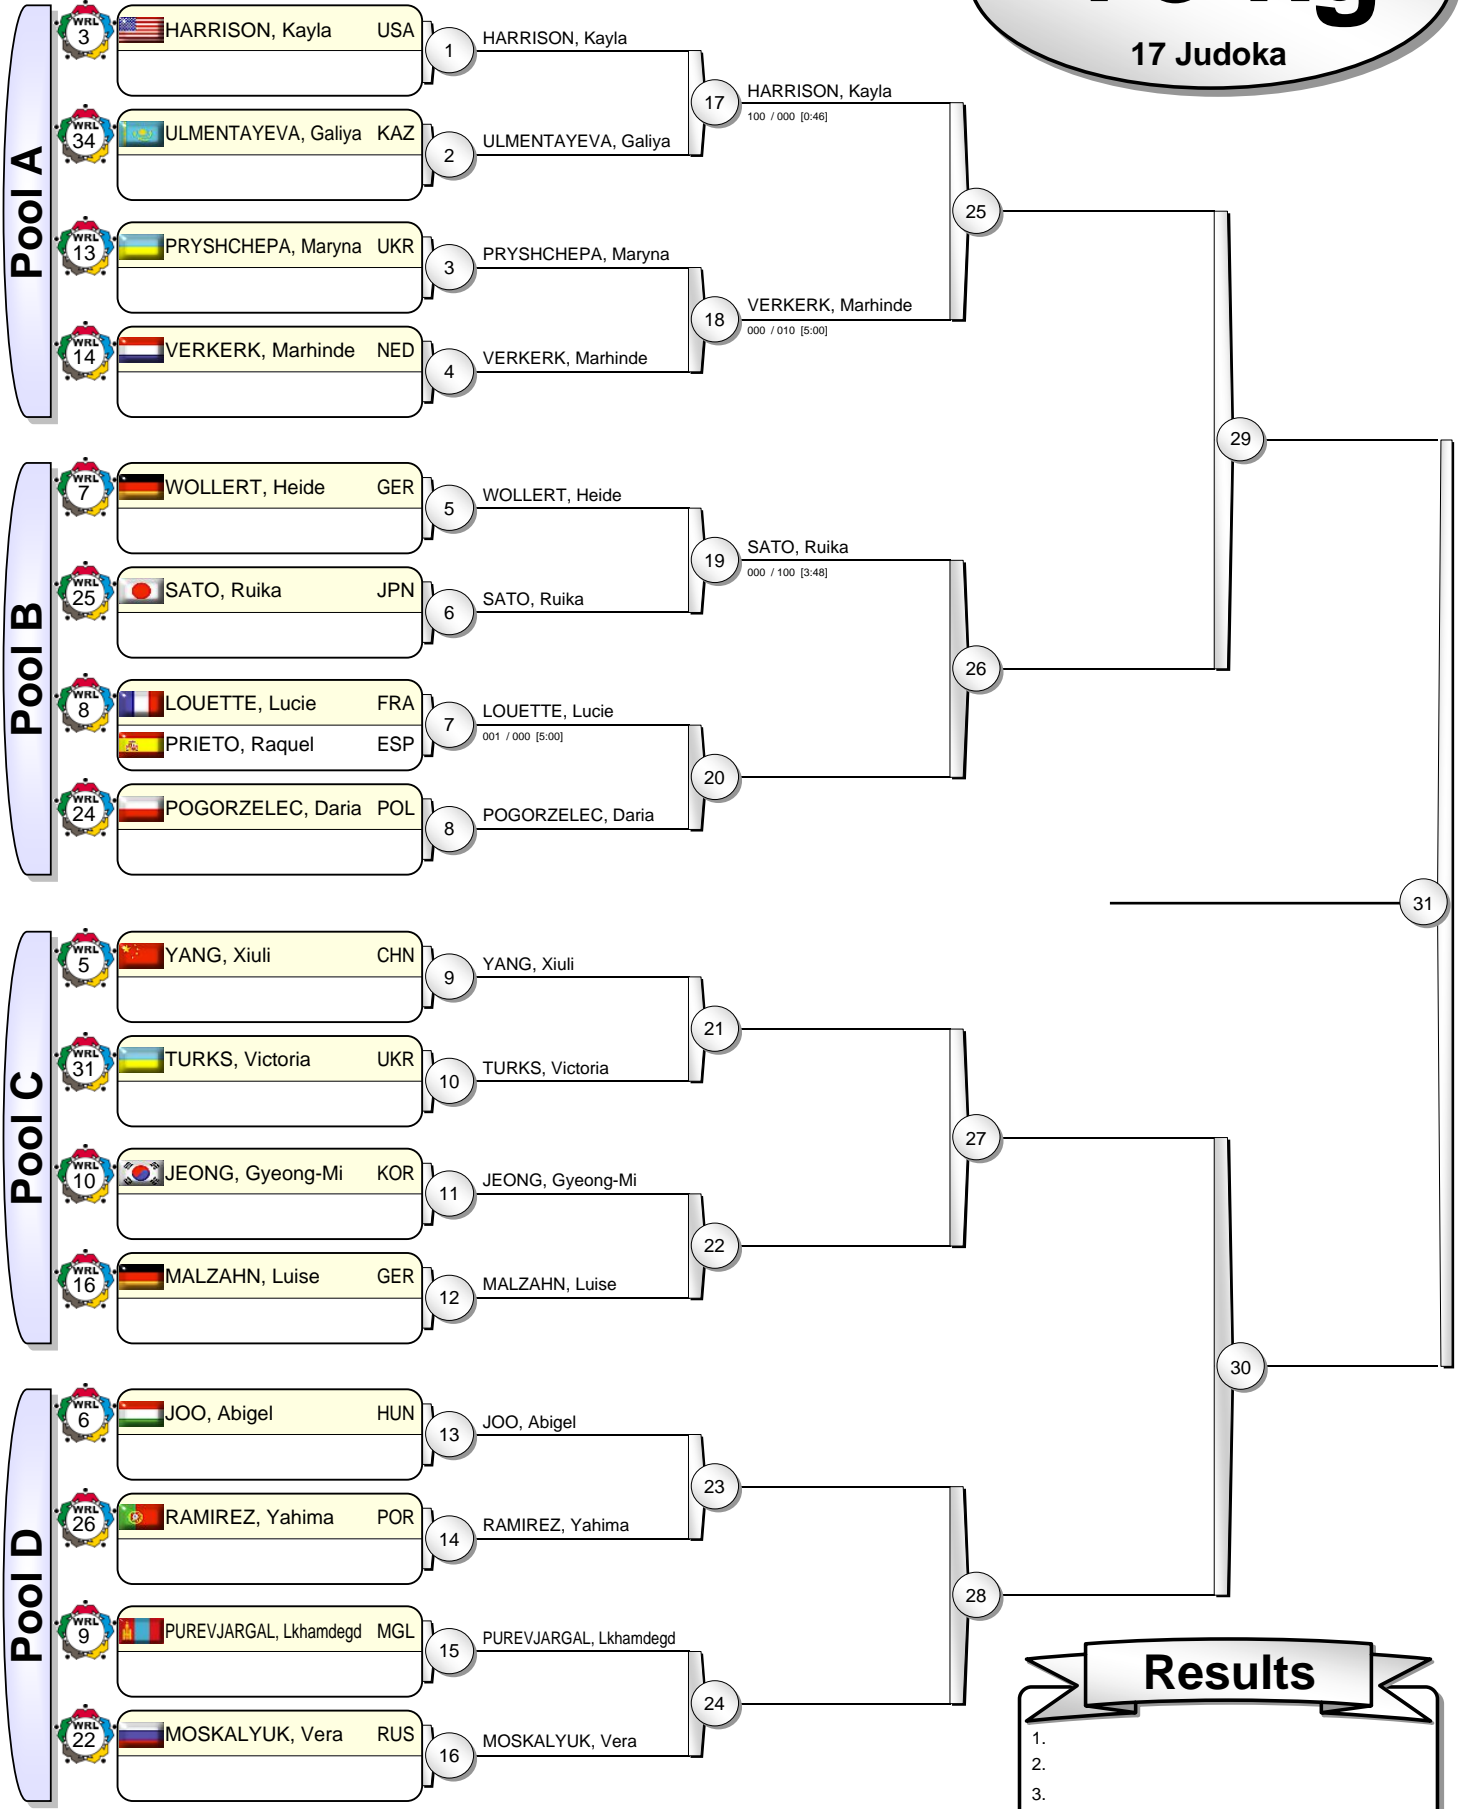 17 Judoka
Pool A
WRL 3 HARRISON, Kayla USA
1 HARRISON, Kayla
17 HARRISON, Kayla
100 / 000 [0:46]
WRL 34 ULMENTAYEVA, Galiya KAZ
2 ULMENTAYEVA, Galiya
25
WRL 13 PRYSHCHEPA, Maryna UKR
3 PRYSHCHEPA, Maryna
18 VERKERK, Marhinde
000 / 010 [5:00]
WRL 14 VERKERK, Marhinde NED
4 VERKERK, Marhinde
29
Pool B
WRL 7 WOLLERT, Heide GER
5 WOLLERT, Heide
19 SATO, Ruika
000 / 100 [3:48]
WRL 25 SATO, Ruika JPN
6 SATO, Ruika
26
WRL 8 LOUETTE, Lucie FRA
PRIETO, Raquel ESP
7 LOUETTE, Lucie
001 / 000 [5:00]
20
WRL 24 POGORZELEC, Daria POL
8 POGORZELEC, Daria
31
Pool C
WRL 5 YANG, Xiuli CHN
9 YANG, Xiuli
21
WRL 31 TURKS, Victoria UKR
10 TURKS, Victoria
27
WRL 10 JEONG, Gyeong-Mi KOR
11 JEONG, Gyeong-Mi
22
WRL 16 MALZAHN, Luise GER
12 MALZAHN, Luise
30
Pool D
WRL 6 JOO, Abigel HUN
13 JOO, Abigel
23
WRL 26 RAMIREZ, Yahima POR
14 RAMIREZ, Yahima
28
WRL 9 PUREVJARGAL, Lkhamdegd MGL
15 PUREVJARGAL, Lkhamdegd
24
WRL 22 MOSKALYUK, Vera RUS
16 MOSKALYUK, Vera
Results
1.
2.
3.